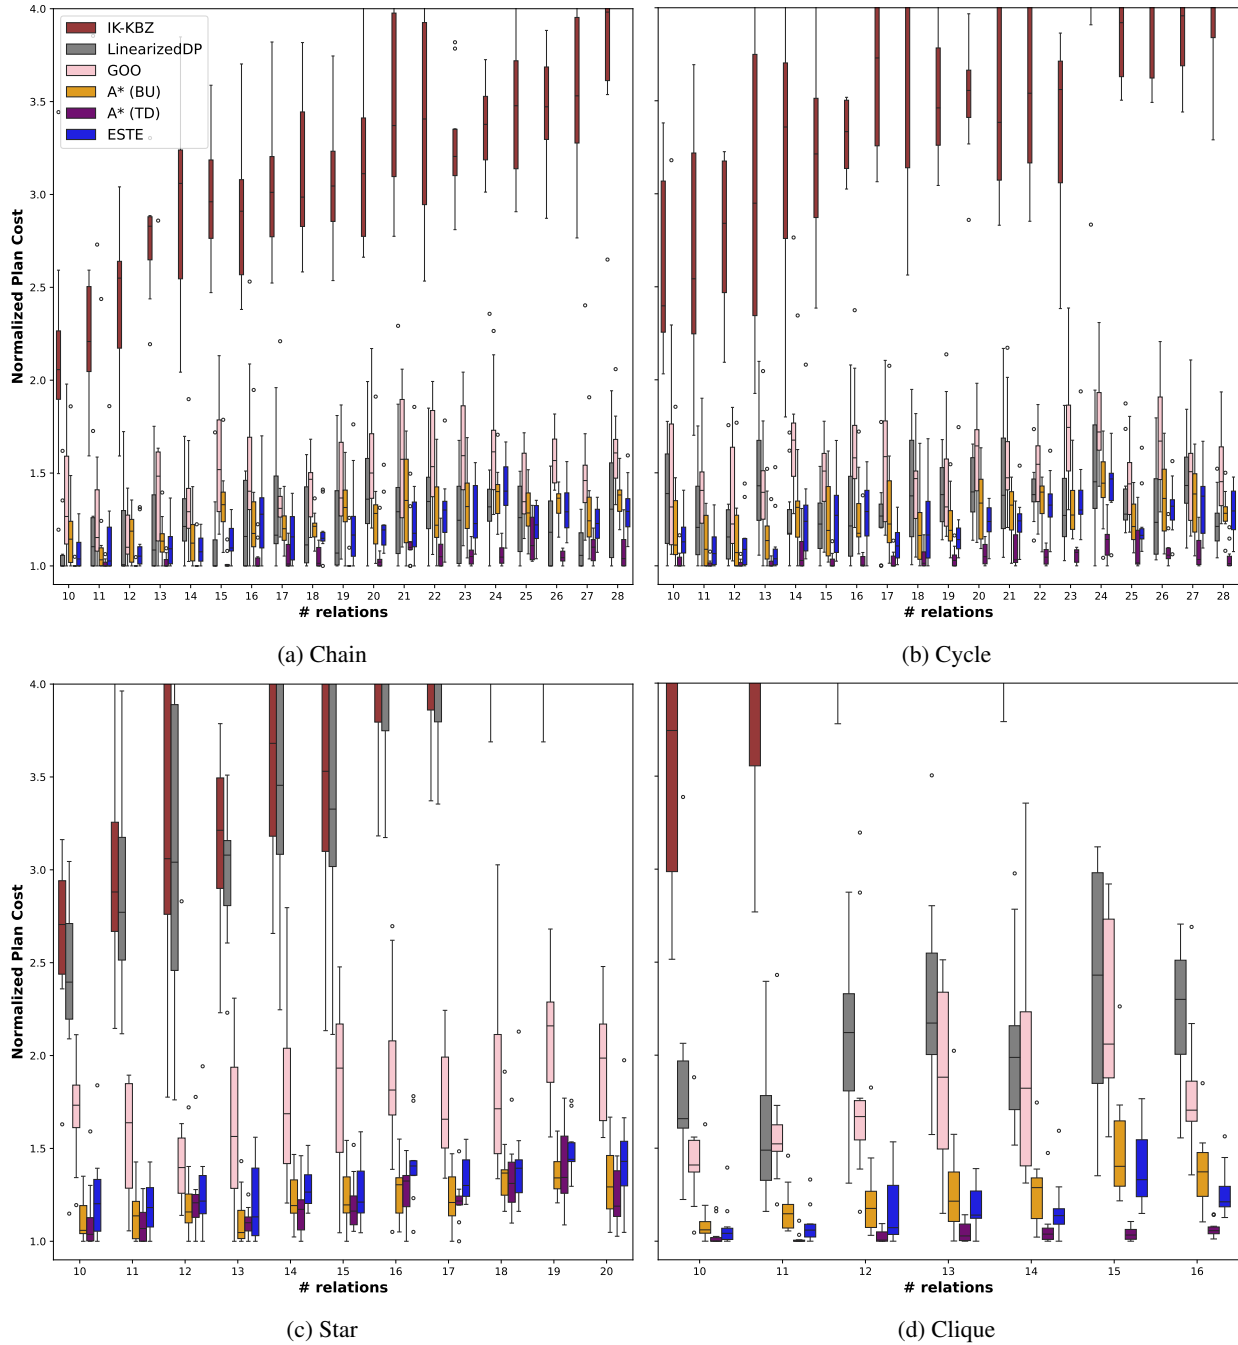 4.0
3.5
3.0
2.5
2.0
1.5
1.0
Normalized Plan Cost
IK-KBZ
LinearizedDP
GOO
A* (BU)
A* (TD)
ESTE
10 11 12 13 14 15 16 17 18 19 20 21 22 23 24 25 26 27 28
# relations
(a) Chain
10 11 12 13 14 15 16 17 18 19 20 21 22 23 24 25 26 27 28
# relations
(b) Cycle
4.0
3.5
3.0
2.5
2.0
1.5
1.0
Normalized Plan Cost
10 11 12 13 14 15 16 17 18 19 20
# relations
(c) Star
10 11 12 13 14 15 16
# relations
(d) Clique